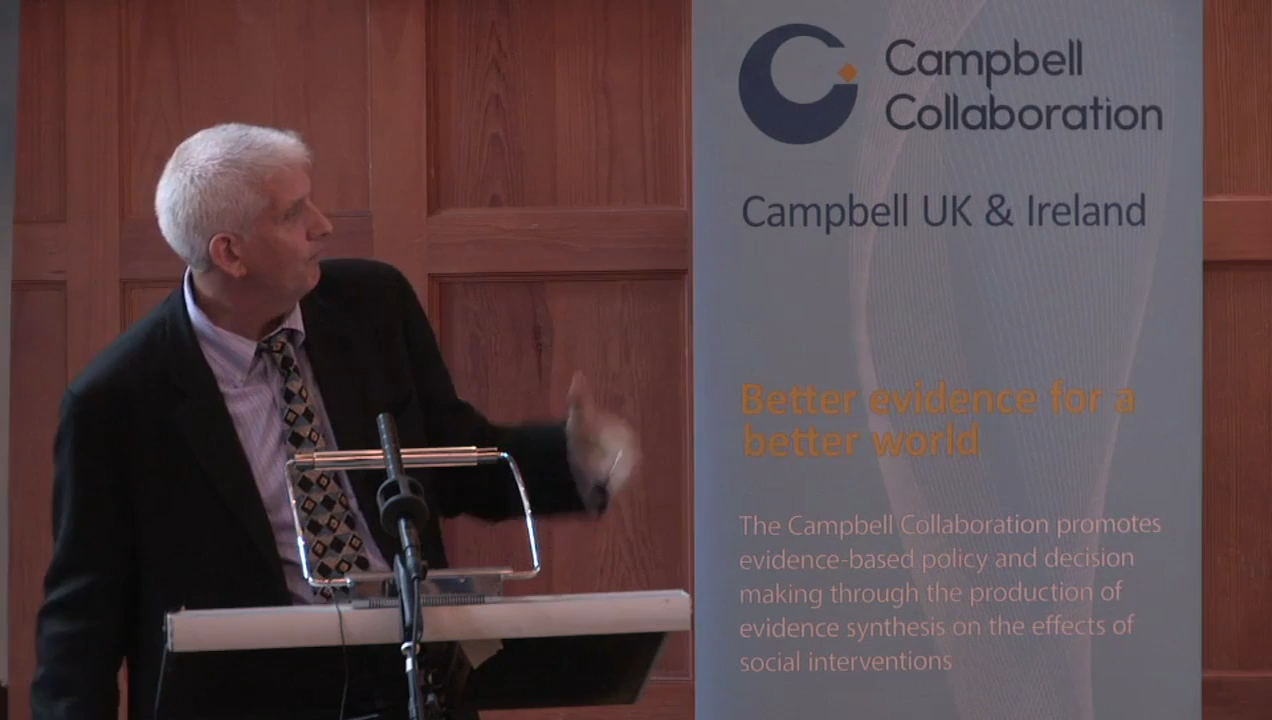 Campbell
Collaboration
Campbell UK & Ireland
Better evidence for a
better world
The Campbell Collaboration promotes
evidence-based policy and decision
making through the production of
evidence synthesis on the effects of
social interventions